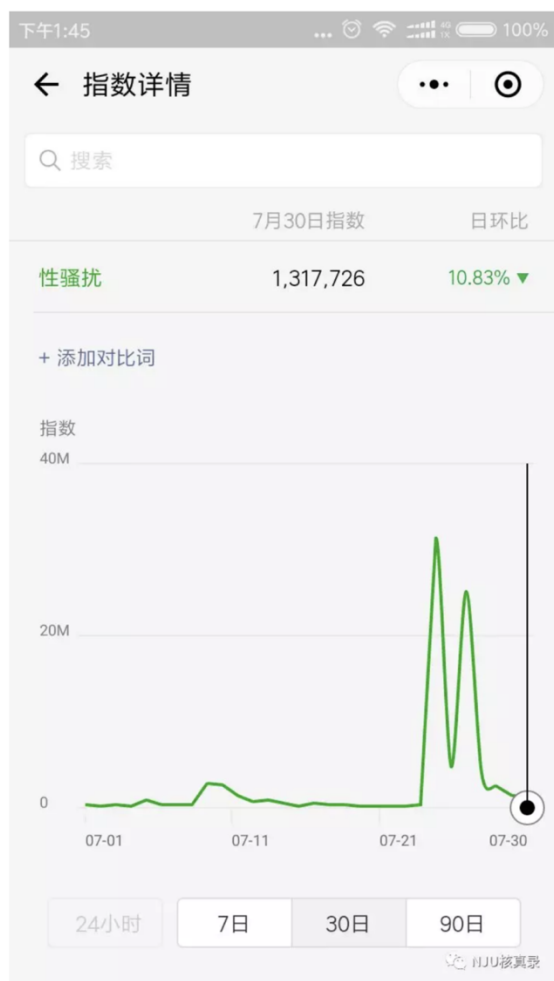 下午1:45
4G
1X
100%
指数详情
搜索
7月30日指数 日环比
性骚扰 1,317,726 10.83% ▼
+ 添加对比词
指数
40M
20M
0
07-01 07-11 07-21 07-30
24小时 7日 30日 90日
NJU核真录